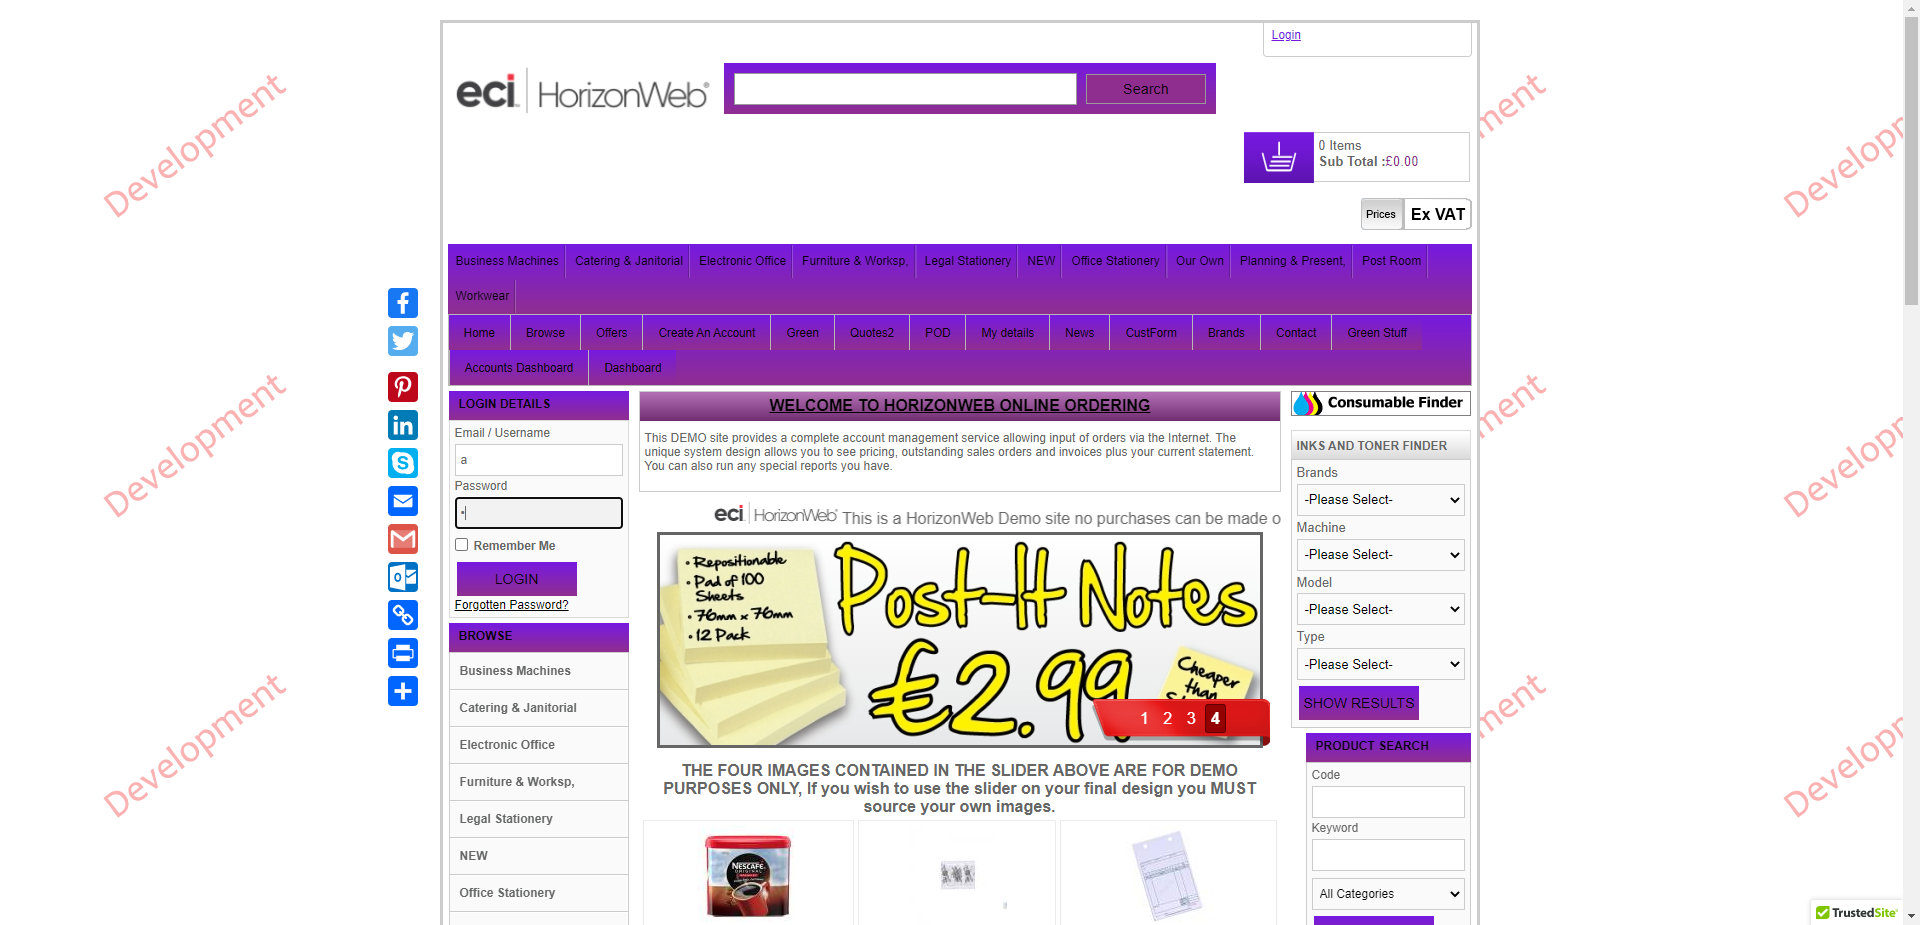 Login
eci HorizonWeb®
Search
0 Items
Sub Total :£0.00
Prices Ex VAT
Business Machines Catering & Janitorial Electronic Office Furniture & Worksp, Legal Stationery NEW Office Stationery Our Own Planning & Present, Post Room
Workwear
Home Browse Offers Create An Account Green Quotes2 POD My details News CustForm Brands Contact Green Stuff
Accounts Dashboard Dashboard
LOGIN DETAILS
Email / Username
a
Password
•
Remember Me
LOGIN
Forgotten Password?
BROWSE
Business Machines
Catering & Janitorial
Electronic Office
Furniture & Worksp,
Legal Stationery
NEW
Office Stationery
WELCOME TO HORIZONWEB ONLINE ORDERING
This DEMO site provides a complete account management service allowing input of orders via the Internet. The
unique system design allows you to see pricing, outstanding sales orders and invoices plus your current statement.
You can also run any special reports you have.
eci HorizonWeb® This is a HorizonWeb Demo site no purchases can be made o
• Repositionable
• Pad of 100
Sheets
• 76mm x 76mm
• 12 Pack
Post-It Notes
£2.99
Cheaper
than
1 2 3 4
THE FOUR IMAGES CONTAINED IN THE SLIDER ABOVE ARE FOR DEMO
PURPOSES ONLY, If you wish to use the slider on your final design you MUST
source your own images.
NESCAFÉ
ORIGINAL
Consumable Finder
INKS AND TONER FINDER
Brands
-Please Select-
Machine
-Please Select-
Model
-Please Select-
Type
-Please Select-
SHOW RESULTS
PRODUCT SEARCH
Code
Keyword
All Categories
TrustedSite
Development
Development
Development
Development
Development
Development